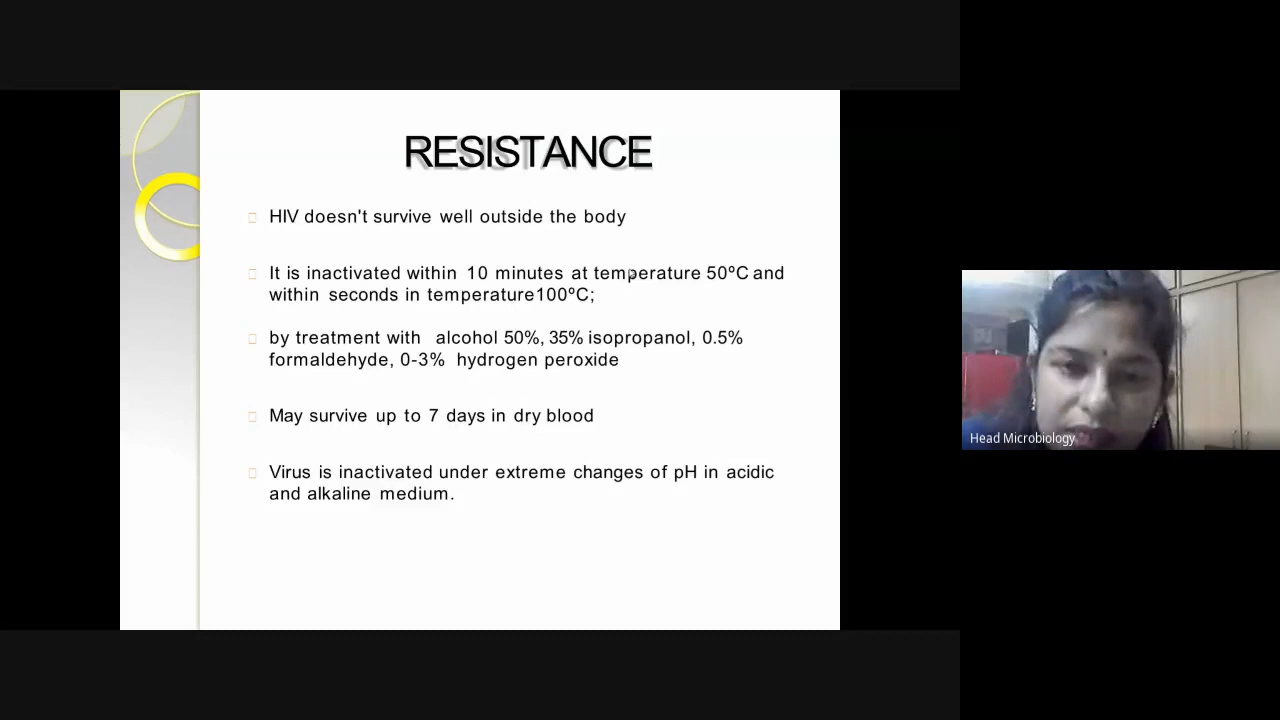 RESISTANCE
HIV doesn't survive well outside the body
It is inactivated within 10 minutes at temperature 50ºC and
within seconds in temperature100ºC;
by treatment with alcohol 50%, 35% isopropanol, 0.5%
formaldehyde, 0-3% hydrogen peroxide
May survive up to 7 days in dry blood
Virus is inactivated under extreme changes of pH in acidic
and alkaline medium.
Head Microbiology